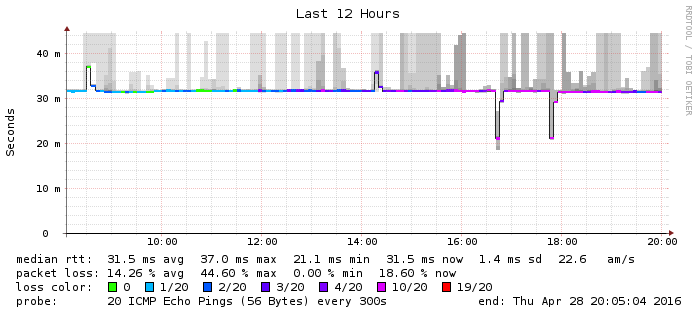 Last 12 Hours
RRDTOOL / TOBI OETIKER
Seconds
40 m
30 m
20 m
10 m
0
10:00 12:00 14:00 16:00 18:00 20:00
median rtt: 31.5 ms avg 37.0 ms max 21.1 ms min 31.5 ms now 1.4 ms sd 22.6 am/s
packet loss: 14.26 % avg 44.60 % max 0.00 % min 18.60 % now
loss color: 0 1/20 2/20 3/20 4/20 10/20 19/20
probe: 20 ICMP Echo Pings (56 Bytes) every 300s end: Thu Apr 28 20:05:04 2016